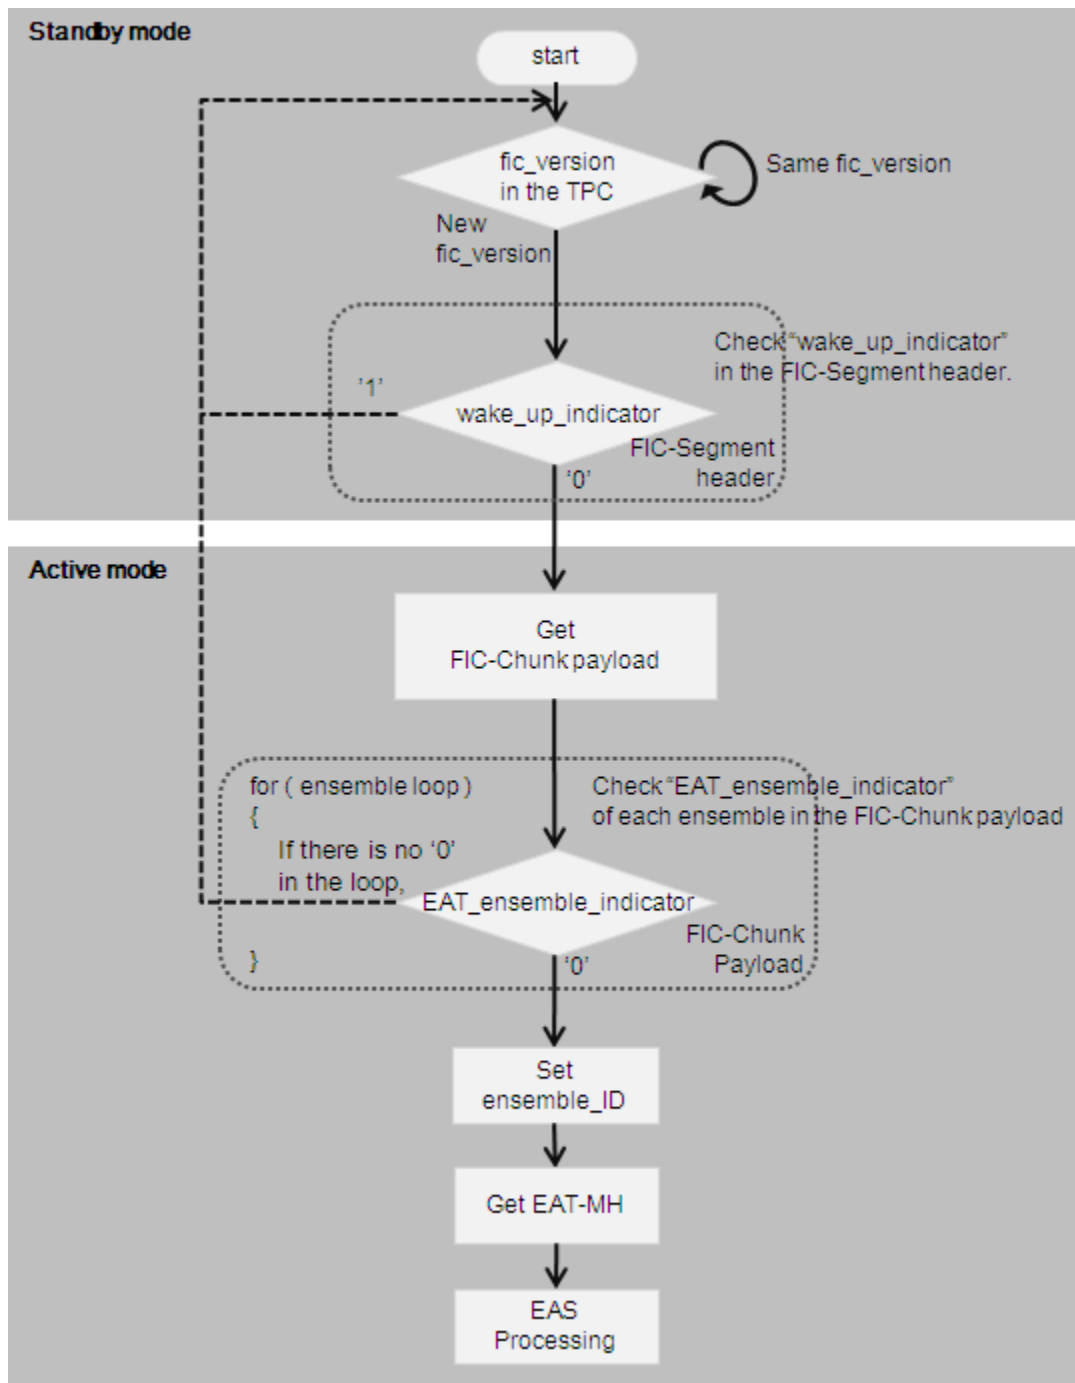 Standby mode
start
fic_version
in the TPC
Same fic_version
New
fic_version
Check “wake_up_indicator”
in the FIC-Segment header.
’1’
wake_up_indicator
FIC-Segment
header
‘0’
Active mode
Get
FIC-Chunk payload
for ( ensemble loop )
{
If there is no ‘0’
in the loop,
Check “EAT_ensemble_indicator”
of each ensemble in the FIC-Chunk payload
EAT_ensemble_indicator
FIC-Chunk
Payload
}
‘0’
Set
ensemble_ID
Get EAT-MH
EAS
Processing